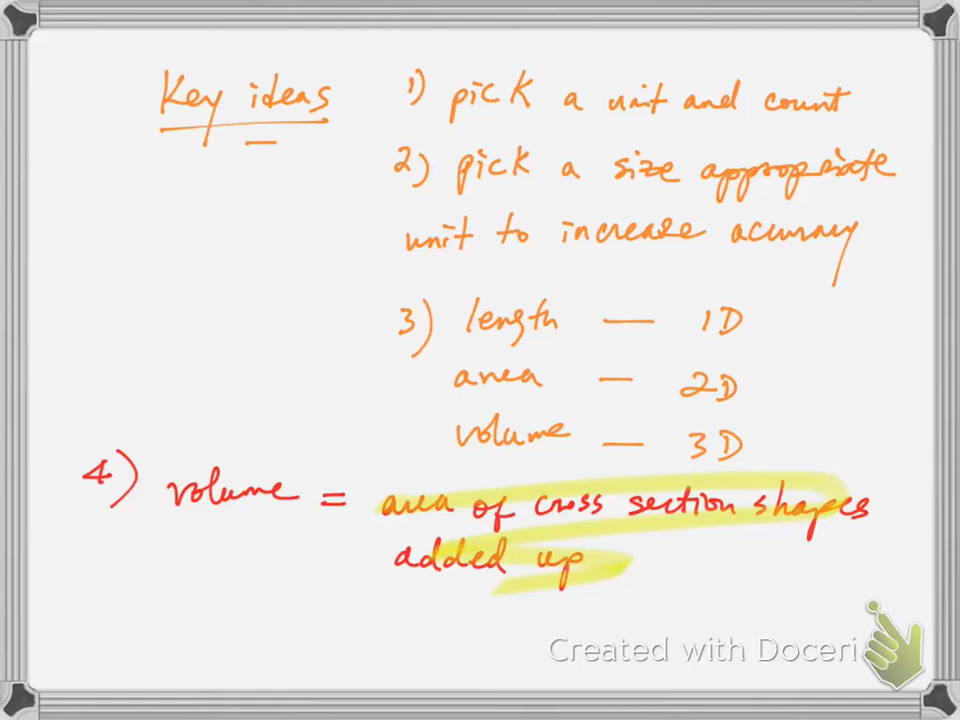 Key ideas
1) pick a unit and count
2) pick a size appropriate
unit to increase acuracy
3) length — 1D
area — 2D
volume — 3D
4) volume = area of cross section shapes
added up
Created with Doceri